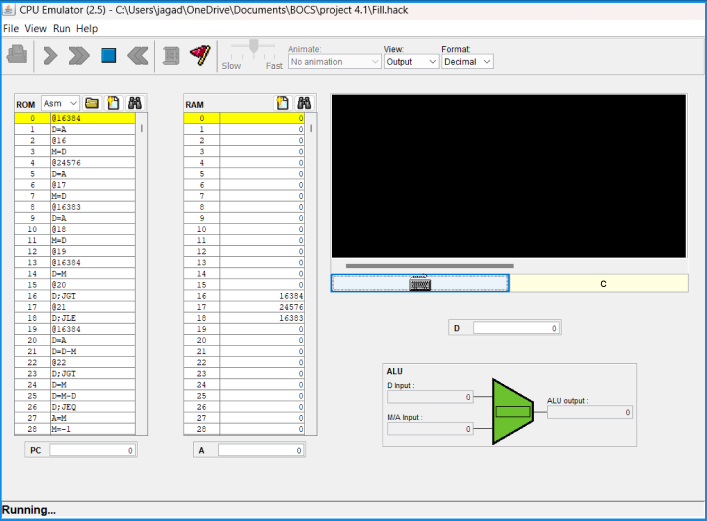 CPU Emulator (2.5) - C:\Users\jagad\OneDrive\Documents\BOCS\project 4.1\Fill.hack
File View Run Help
Slow Fast
Animate:
No animation
View:
Output
Format:
Decimal
ROM Asm
0 @16384
1 D=A
2 @16
3 M=D
4 @24576
5 D=A
6 @17
7 M=D
8 @16383
9 D=A
10 @18
11 M=D
12 @19
13 @16384
14 D=M
15 @20
16 D;JGT
17 @21
18 D;JLE
19 @16384
20 D=A
21 D=D-M
22 @22
23 D;JGT
24 D=M
25 D=M-D
26 D;JEQ
27 A=M
28 M=-1
PC 0
RAM
0 0
1 0
2 0
3 0
4 0
5 0
6 0
7 0
8 0
9 0
10 0
11 0
12 0
13 0
14 0
15 0
16 16384
17 24576
18 16383
19 0
20 0
21 0
22 0
23 0
24 0
25 0
26 0
27 0
28 0
A 0
C
D 0
ALU
D Input :
0
M/A Input :
0
ALU output :
0
Running...